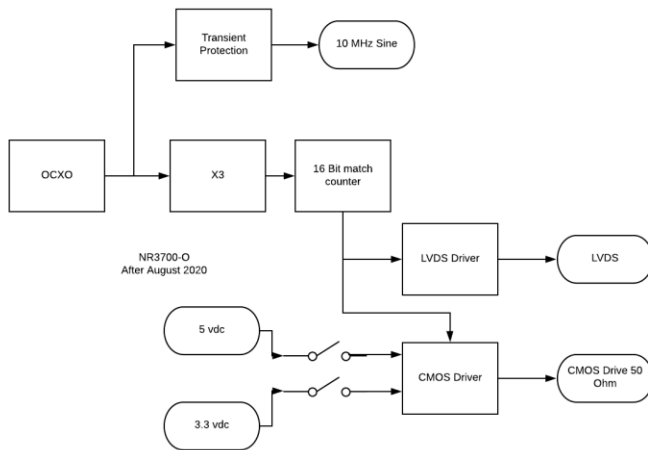 Transient
Protection
10 MHz Sine
OCXO
X3
16 Bit match
counter
NR3700-O
After August 2020
LVDS Driver
LVDS
5 vdc
CMOS Driver
CMOS Drive 50
Ohm
3.3 vdc